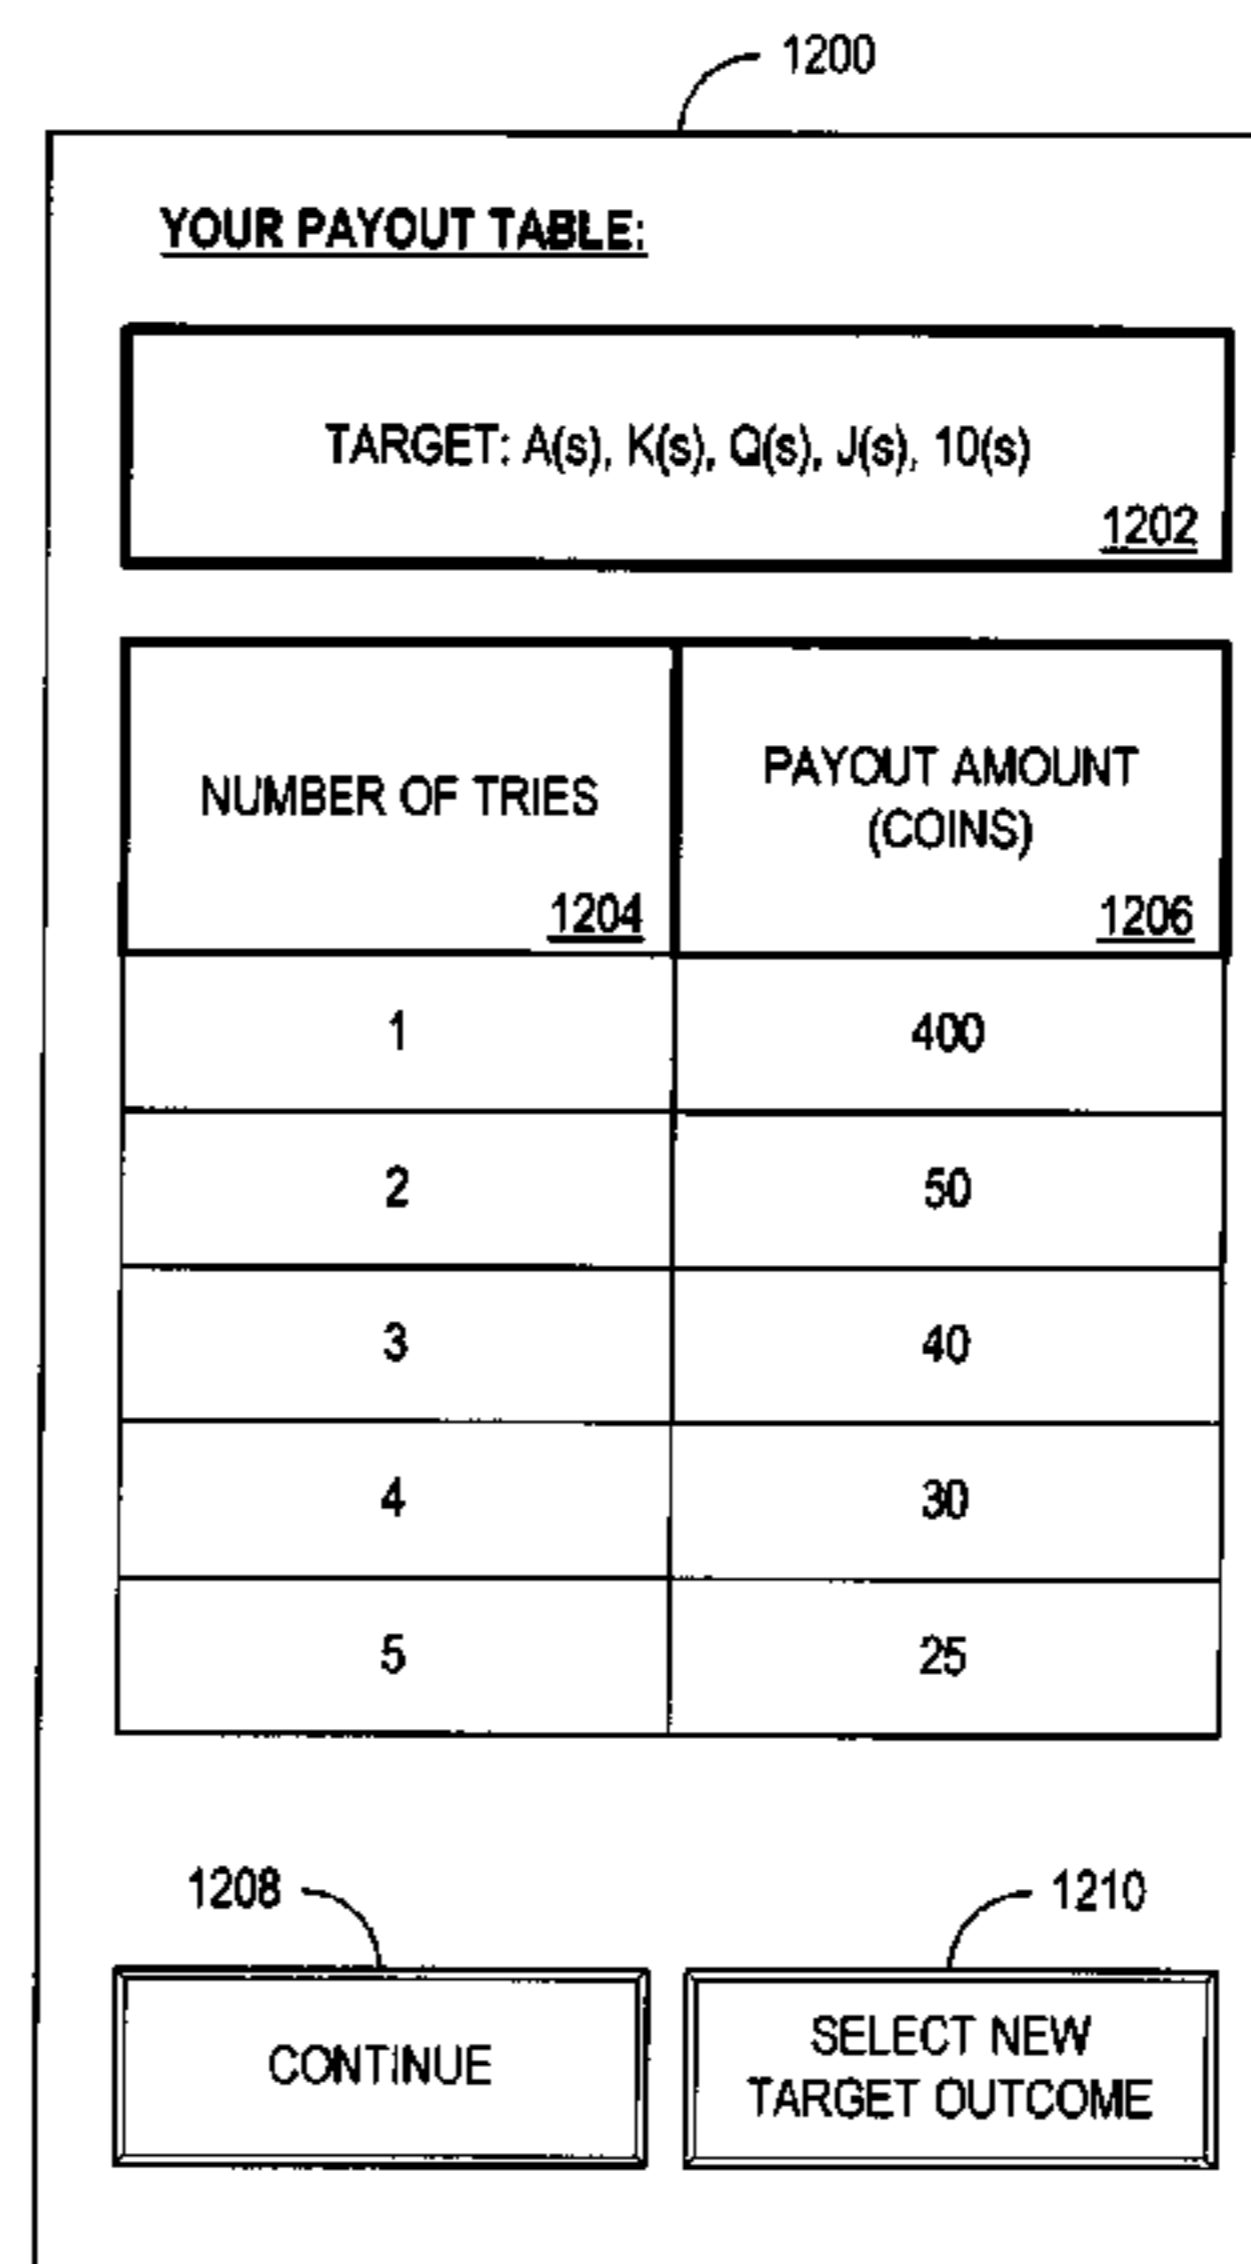 1200
YOUR PAYOUT TABLE:
TARGET: A(s), K(s), Q(s), J(s), 10(s)
1202
NUMBER OF TRIES
1204
PAYOUT AMOUNT
(COINS)
1206
1 400
2 50
3 40
4 30
5 25
1208
1210
CONTINUE
SELECT NEW
TARGET OUTCOME